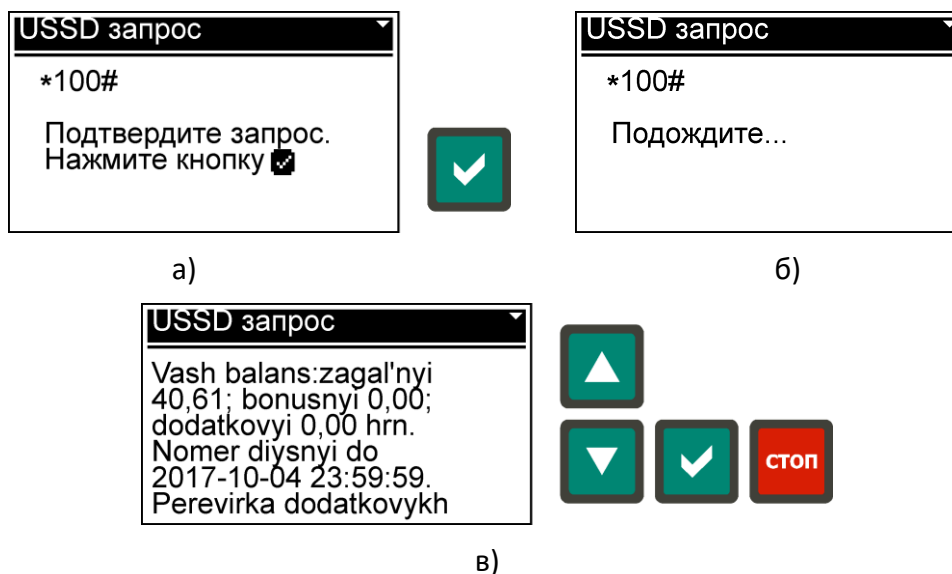 USSD запрос
*100#
Подтвердите запрос.
Нажмите кнопку
а)
USSD запрос
*100#
Подождите...
б)
USSD запрос
Vash balans:zagal'nyi
40,61; bonusnyi 0,00;
dodatkovyi 0,00 hrn.
Nomer diysnyi do
2017-10-04 23:59:59.
Perevirka dodatkovykh
стоп
в)